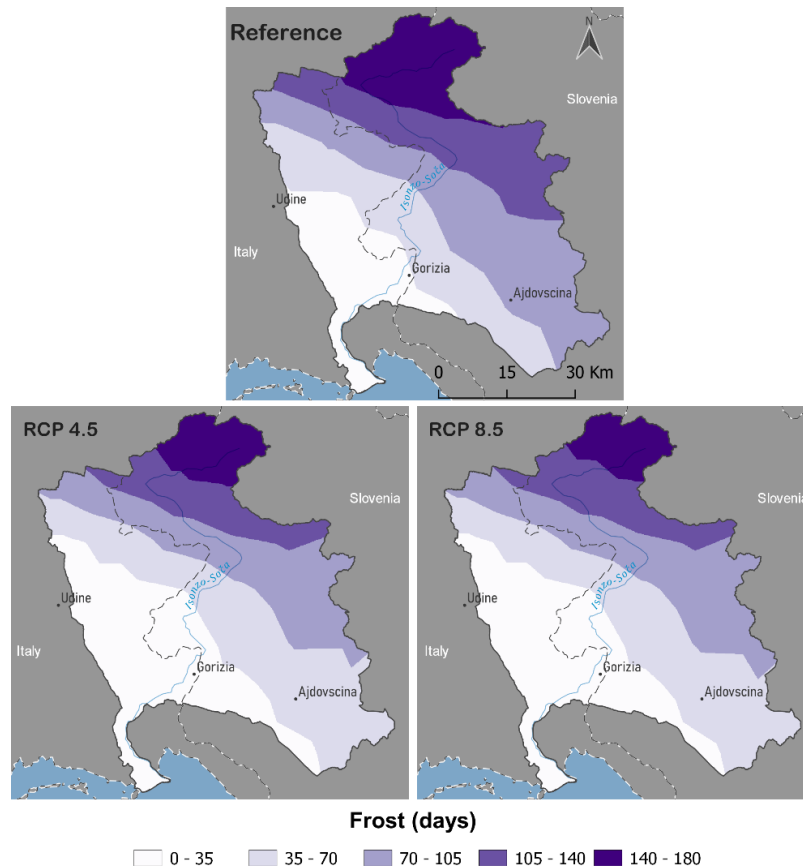 Reference
N
Slovenia
Isonzo-Soča
Udine
Italy
Gorizia
Ajdovscina
0 15 30 Km
RCP 4.5
Slovenia
Isonzo-Soča
Udine
Italy
Gorizia
Ajdovscina
RCP 8.5
Slovenia
Isonzo-Soča
Udine
Italy
Gorizia
Ajdovscina
Frost (days)
0 - 35 35 - 70 70 - 105 105 - 140 140 - 180